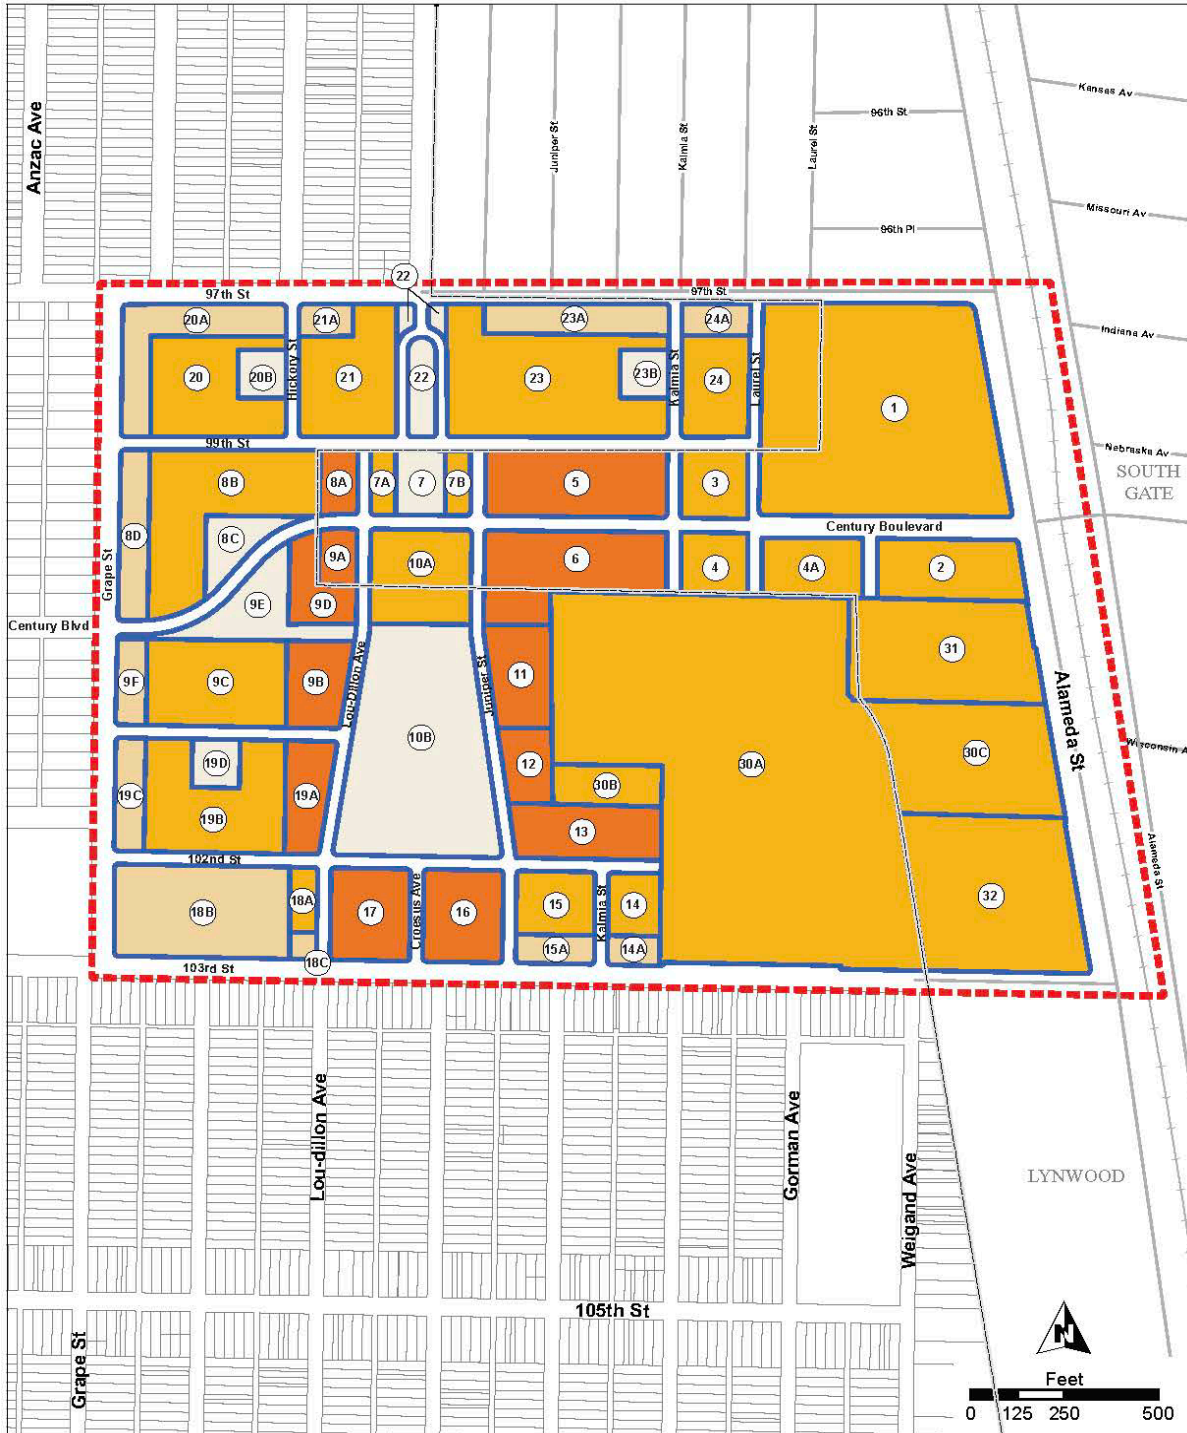 Anzac Ave
Juniper St
Kalmia St
Laurel St
96th St
Kansas Av
Missouri Av
96th Pl
22
97th St
97th St
20A
21A
23A
24A
Indiana Av
Hickory St
Kalmia St
Laurel St
20
20B
21
22
23
23B
24
1
99th St
Nebraska Av
SOUTH
GATE
8B
8A
7A
7
7B
5
3
Century Boulevard
8D
8C
9A
10A
6
4
4A
2
Grape St
9E
9D
Century Blvd
31
9F
9C
9B
Lou-Dillon Ave
Juniper St
11
Alameda St
10B
19D
12
30A
30C
Wisconsin A
19C
19A
30B
19B
13
102nd St
Alameda St
18A
18B
17
Croesus Ave
16
15
Kalmia St
14
32
15A
14A
18C
103rd St
Lou-dillon Ave
Gorman Ave
Weigand Ave
LYNWOOD
105th St
Grape St
N
Feet
0 125 250 500